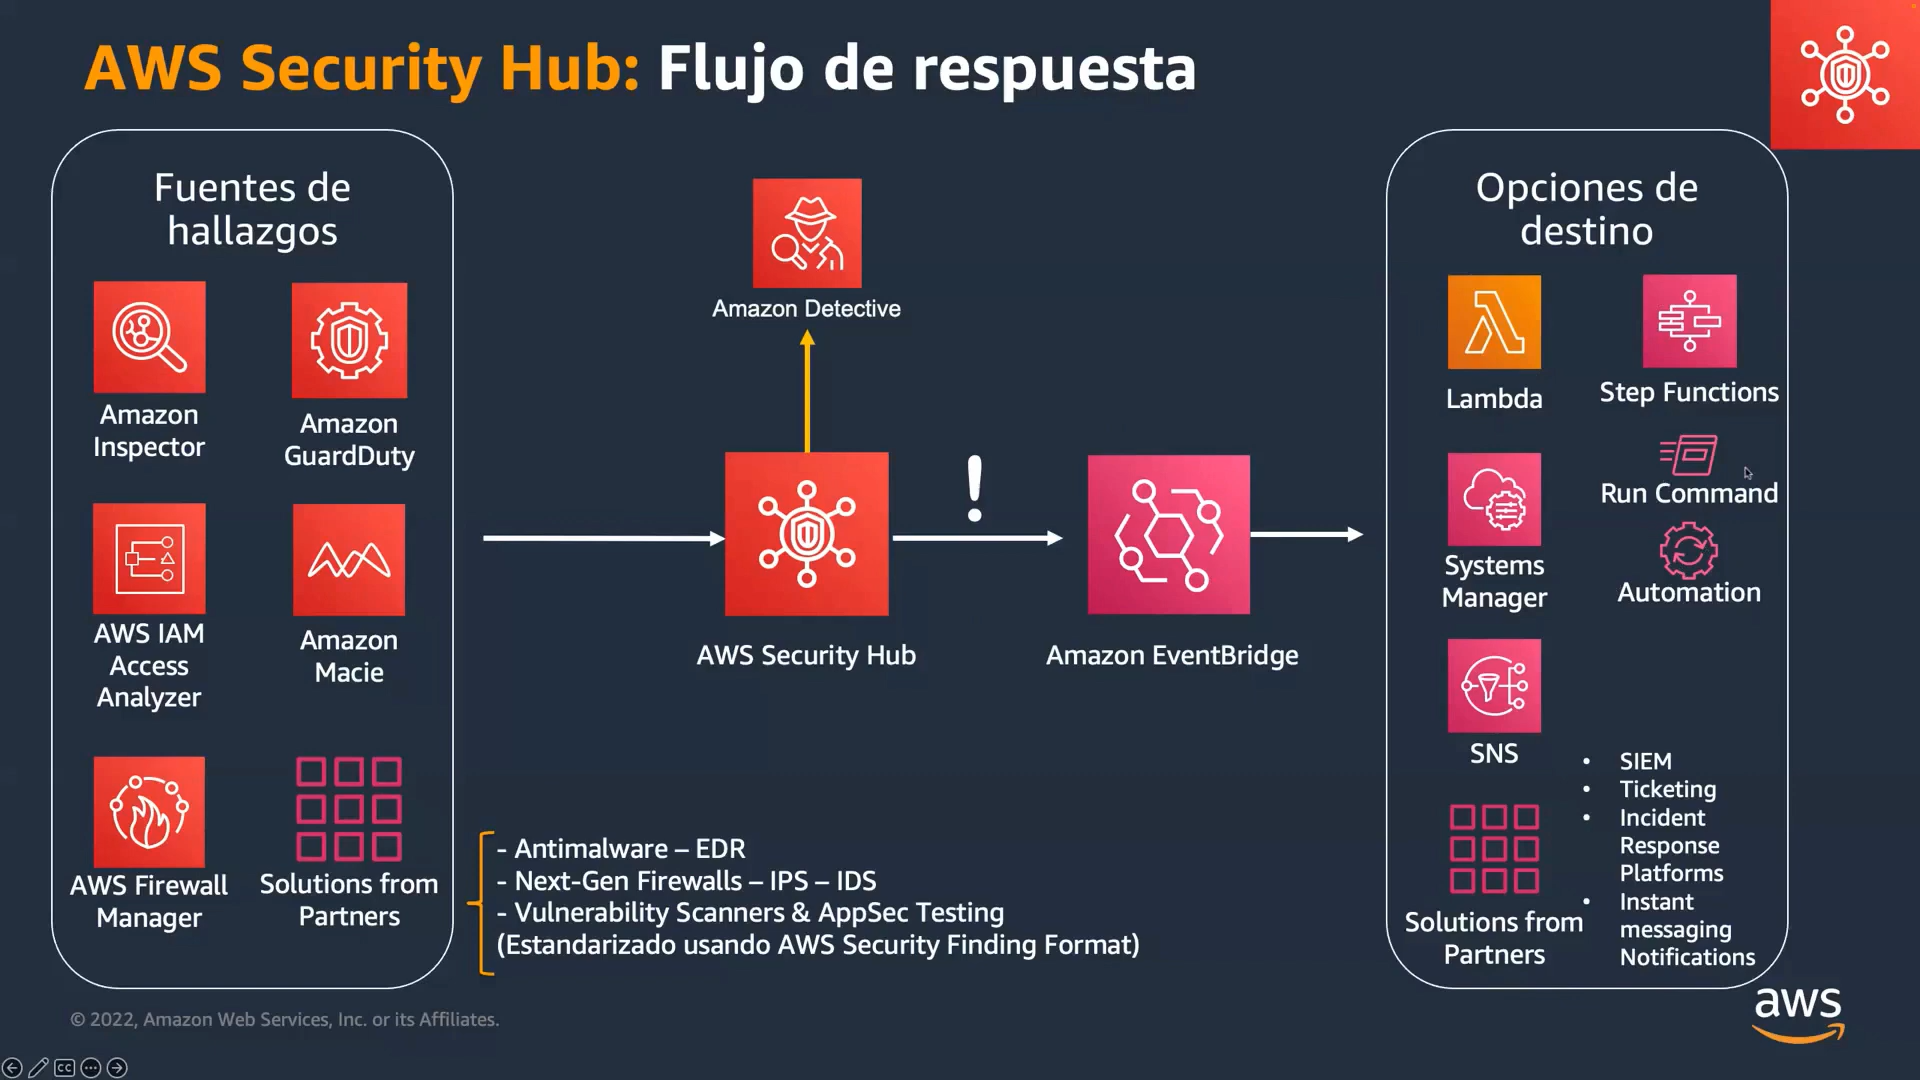 AWS Security Hub: Flujo de respuesta
Fuentes de
hallazgos
Amazon
Inspector
Amazon
GuardDuty
AWS IAM
Access
Analyzer
Amazon
Macie
AWS Firewall
Manager
Solutions from
Partners
Amazon Detective
AWS Security Hub
!
Amazon EventBridge
- Antimalware – EDR
- Next-Gen Firewalls – IPS – IDS
- Vulnerability Scanners & AppSec Testing
(Estandarizado usando AWS Security Finding Format)
Opciones de
destino
Lambda
Step Functions
Systems
Manager
Run Command
Automation
SNS
Solutions from
Partners
• SIEM
• Ticketing
• Incident
Response
Platforms
• Instant
messaging
Notifications
© 2022, Amazon Web Services, Inc. or its Affiliates.
aws
CC